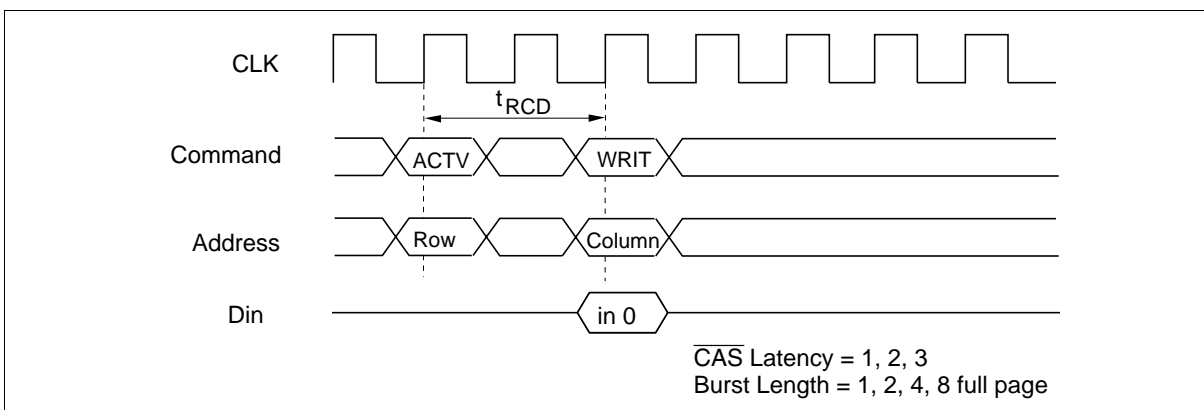 CLK
tRCD
Command ACTV WRIT
Address Row Column
Din in 0
CAS Latency = 1, 2, 3
Burst Length = 1, 2, 4, 8 full page